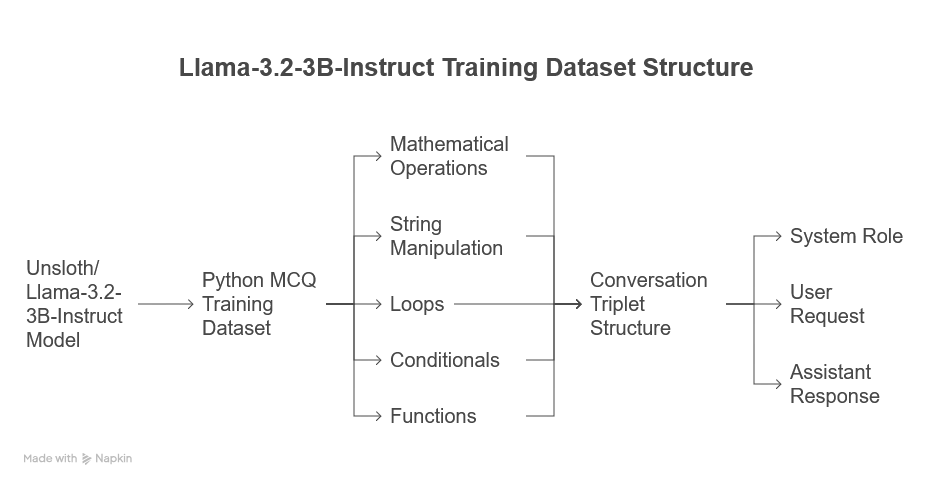 Llama-3.2-3B-Instruct Training Dataset Structure
Unsloth/
Llama-3.2-
3B-Instruct
Model
Python MCQ
Training
Dataset
Mathematical
Operations
String
Manipulation
Loops
Conditionals
Functions
Conversation
Triplet
Structure
System Role
User
Request
Assistant
Response
Made with Napkin